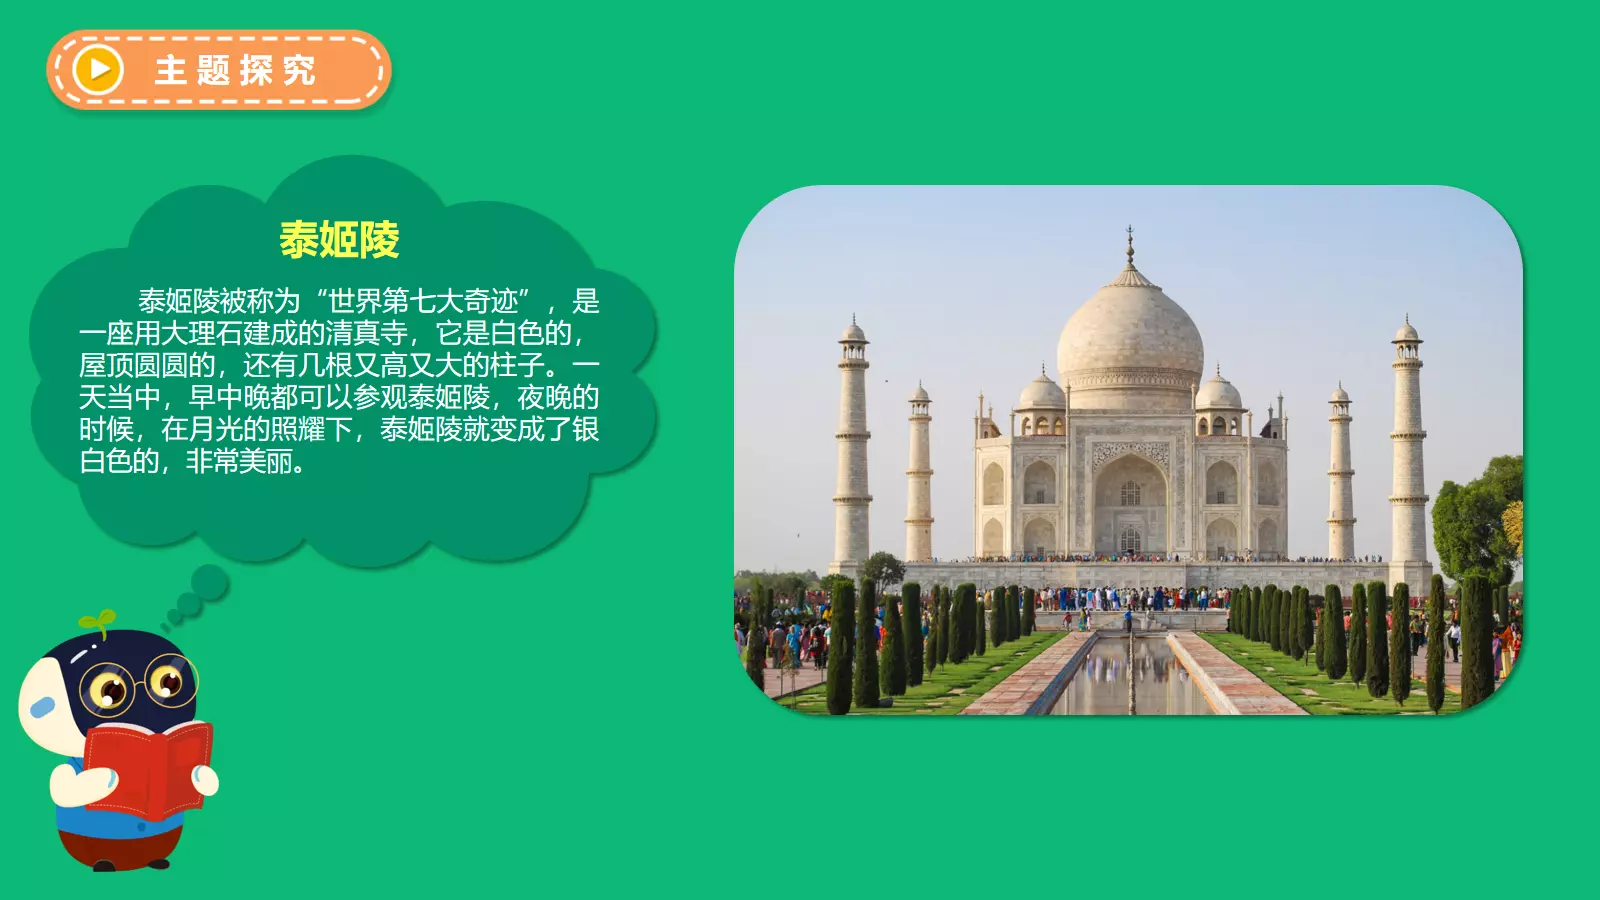 主题探究
泰姬陵
泰姬陵被称为“世界第七大奇迹”，是
一座用大理石建成的清真寺，它是白色的，
屋顶圆圆的，还有几根又高又大的柱子。一
天当中，早中晚都可以参观泰姬陵，夜晚的
时候，在月光的照耀下，泰姬陵就变成了银
白色的，非常美丽。